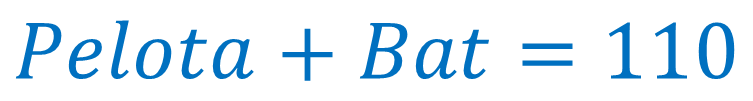 Pelota + Bat = 110